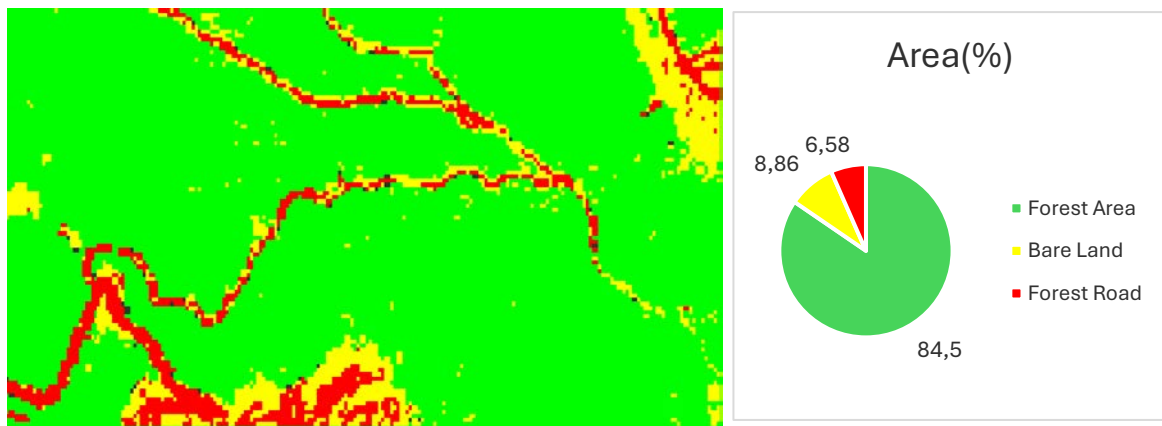 Area(%)
6,58
8,86
Forest Area
Bare Land
Forest Road
84,5